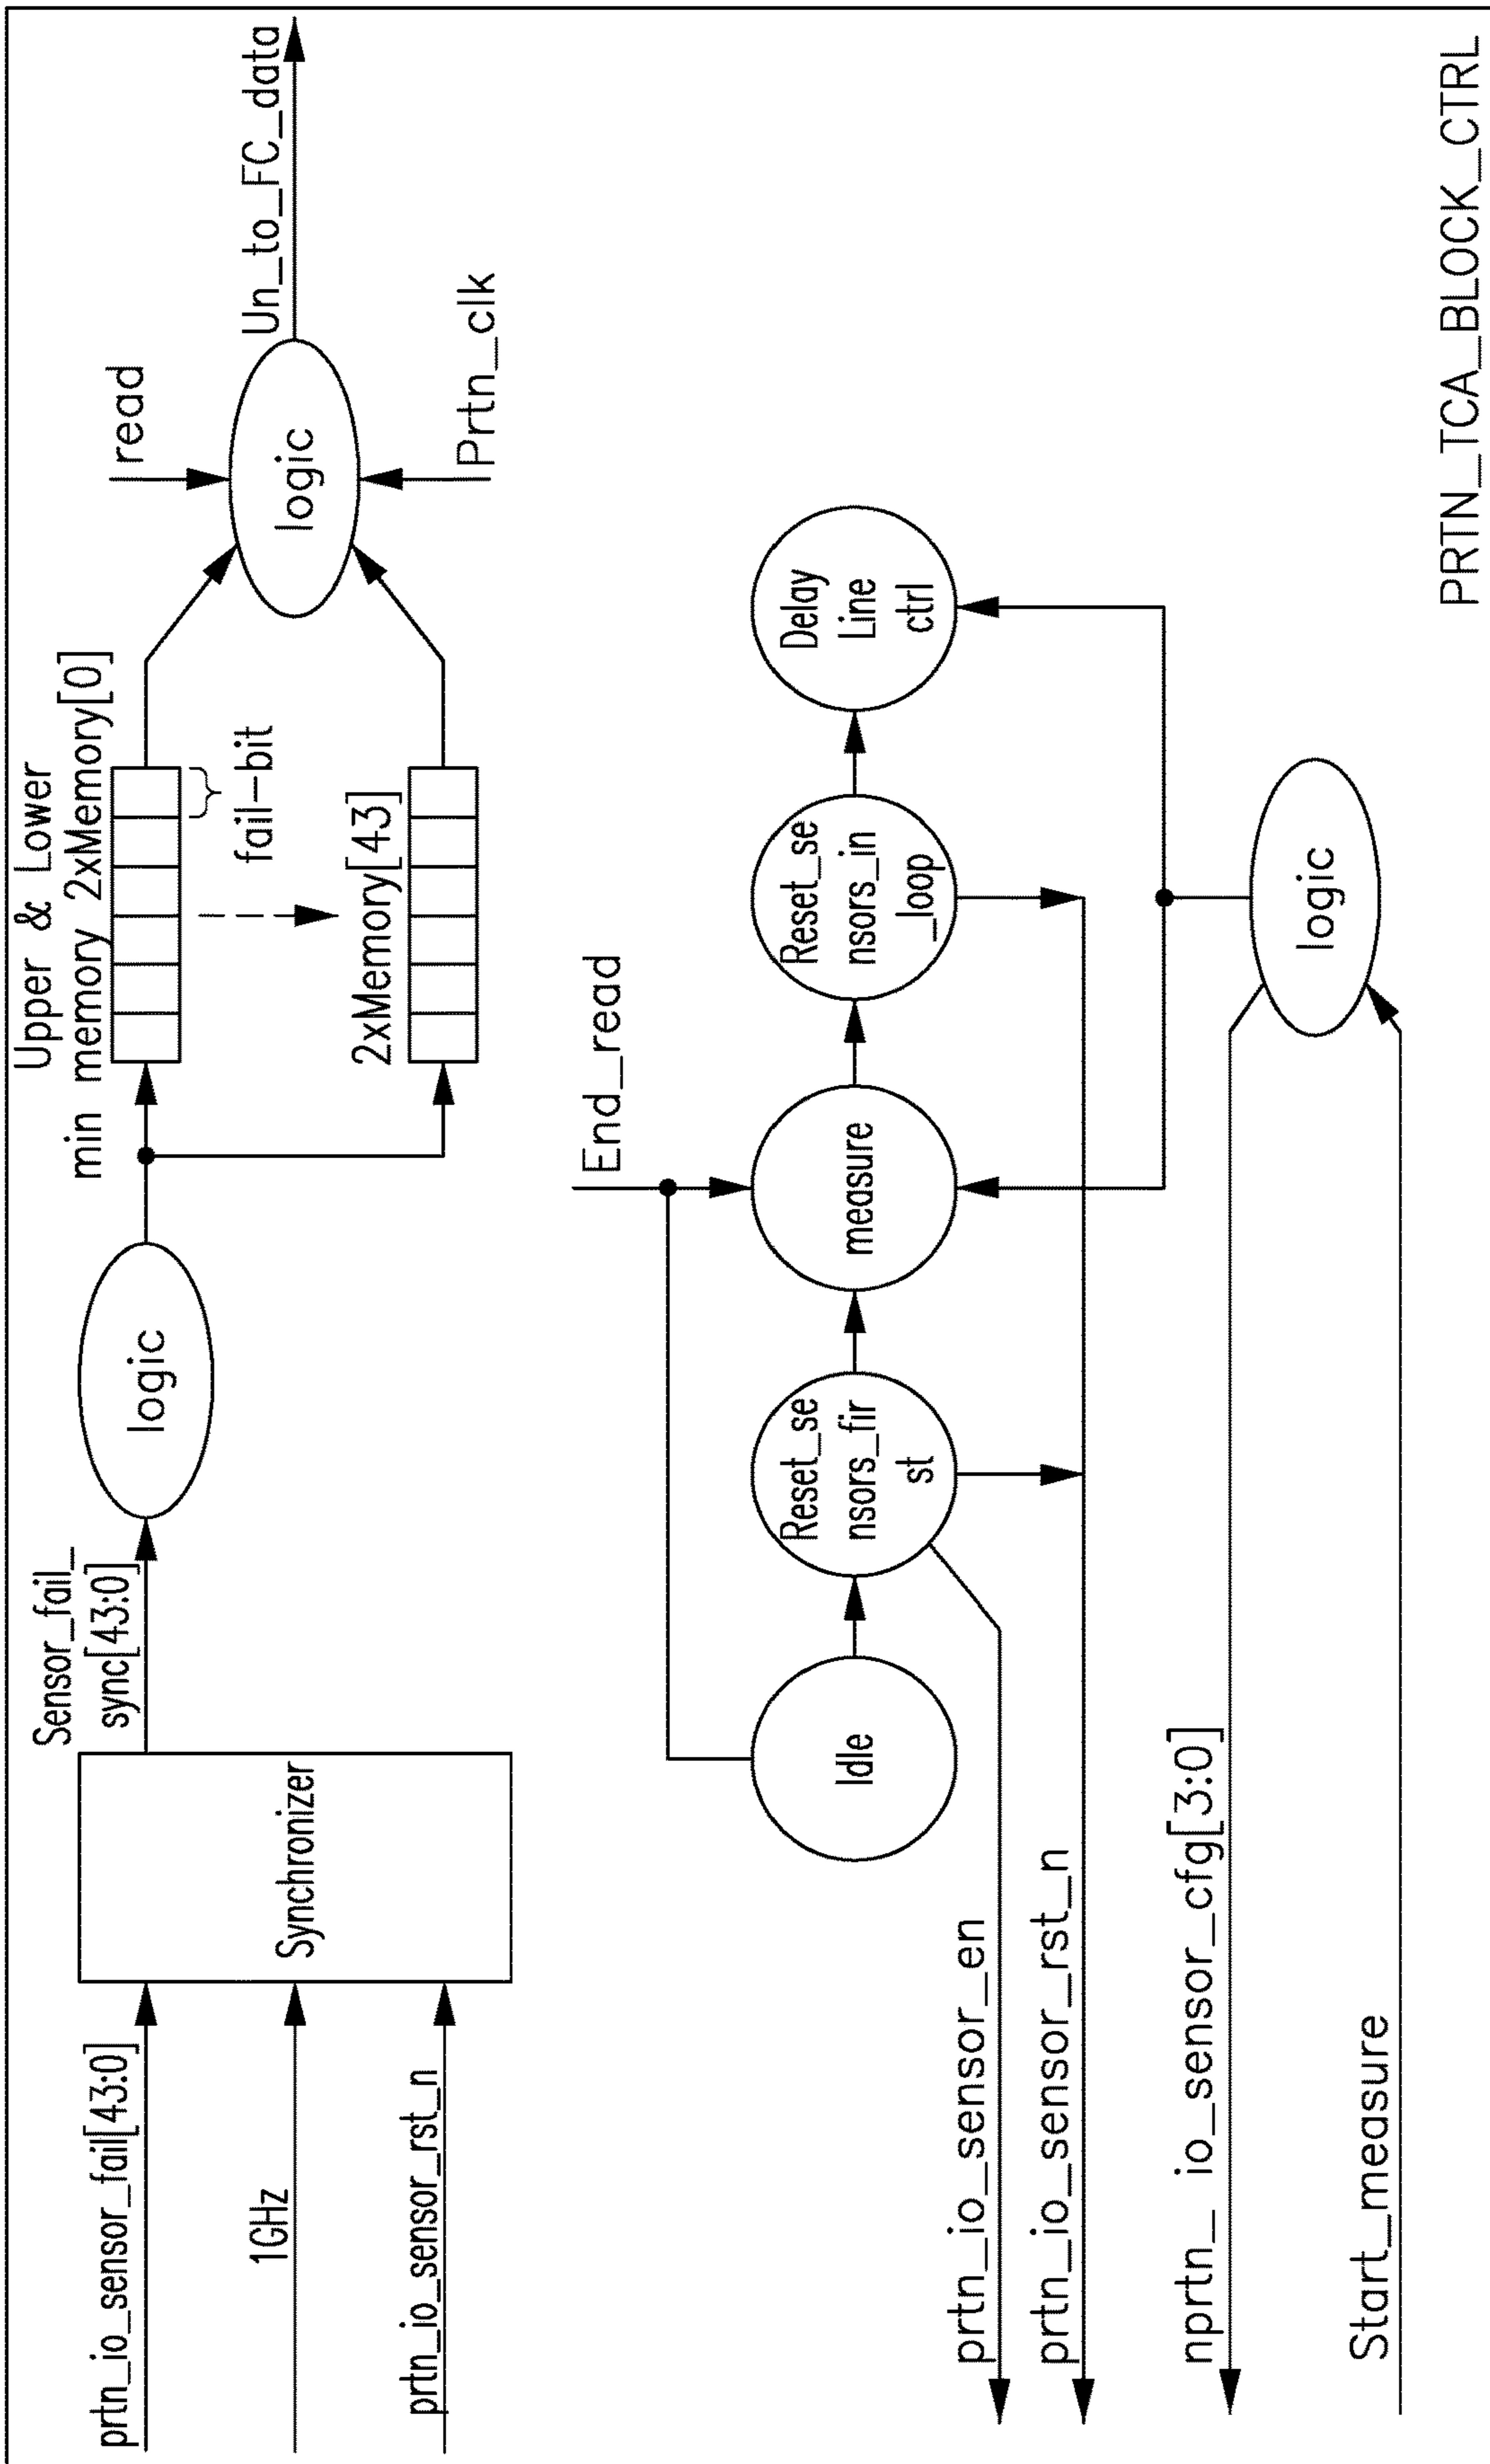 prtn_io_sensor_fail[43:0]
1GHz
prtn_io_sensor_rst_n
Synchronizer
Sensor_fail_
sync[43:0]
logic
Upper & Lower
min memory 2xMemory[0]
fail-bit
2xMemory[43]
read
logic
Prtn_clk
Un_to_FC_data
End_read
Idle
Reset_se
nsors_fir
st
measure
Reset_se
nsors_in
_loop
Delay
Line
ctrl
prtn_io_sensor_en
prtn_io_sensor_rst_n
nprtn_ io_sensor_cfg[3:0]
logic
Start_measure
PRTN_TCA_BLOCK_CTRL